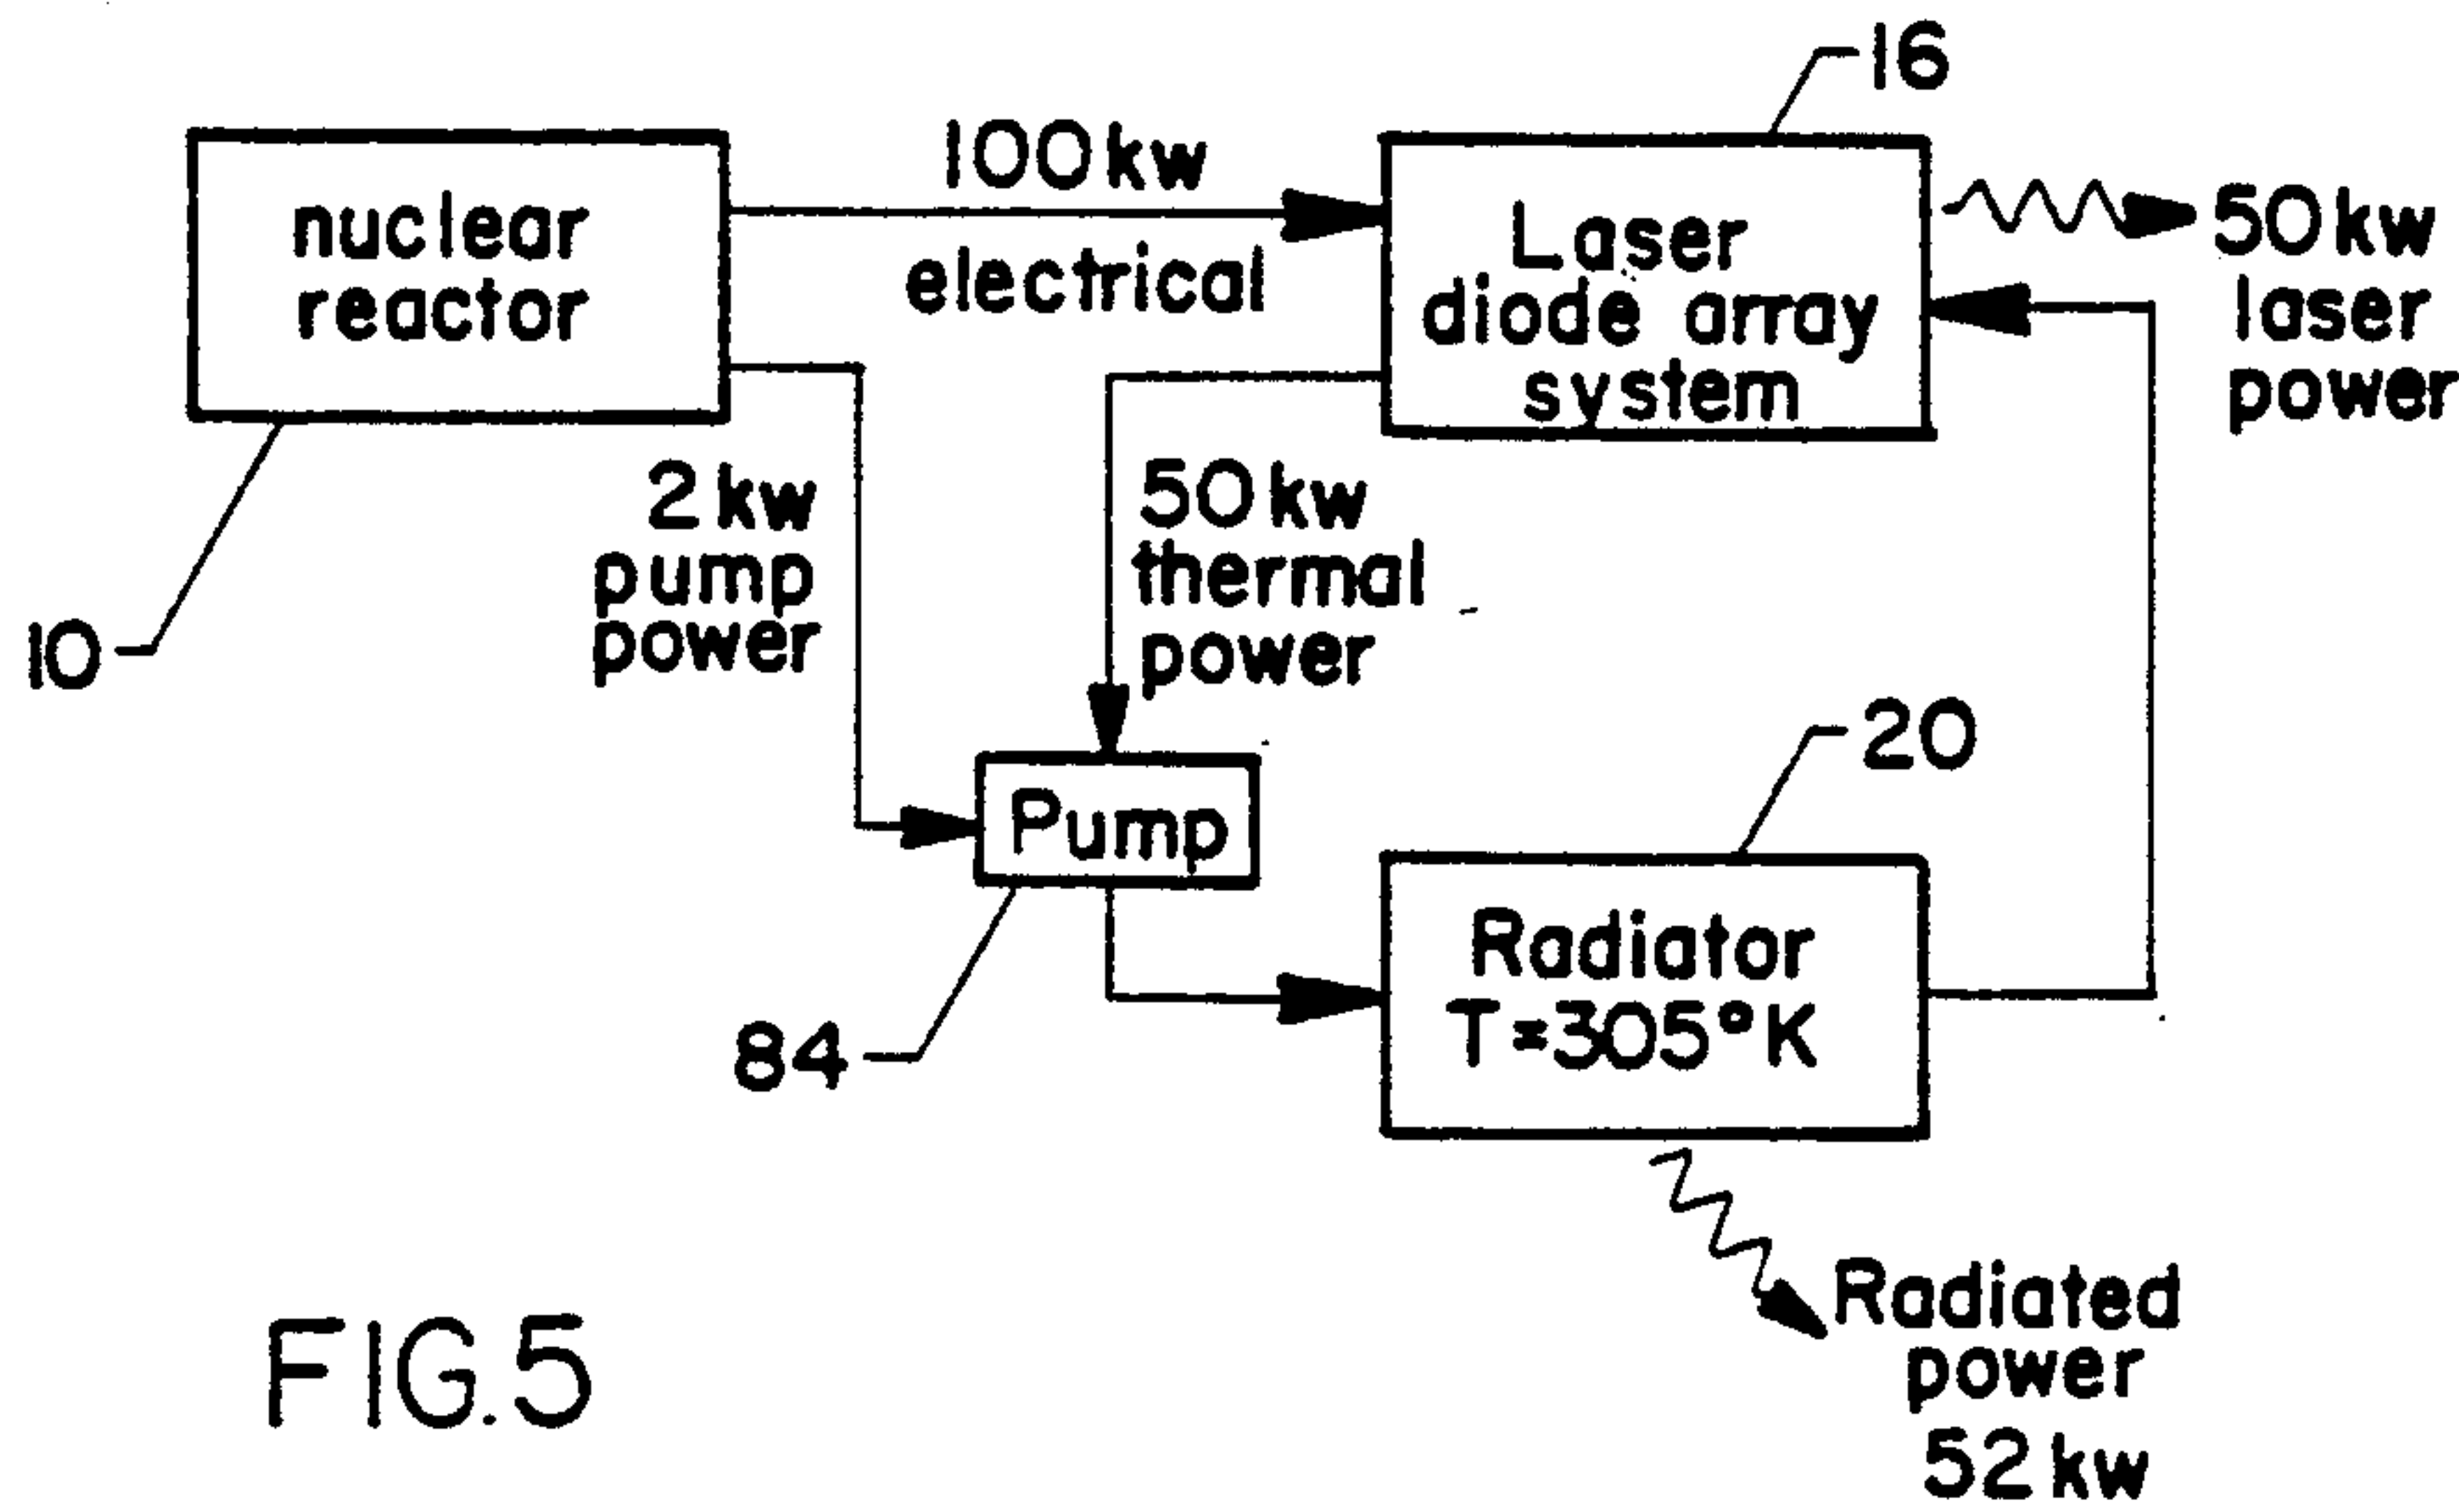 16
100kw
electrical
nuclear
reactor
Laser
diode array
system
50kw
laser
power
2kw
pump
power
50kw
thermal
power
10
20
Pump
84
Radiator
T=305°K
Radiated
power
52kw
FIG.5